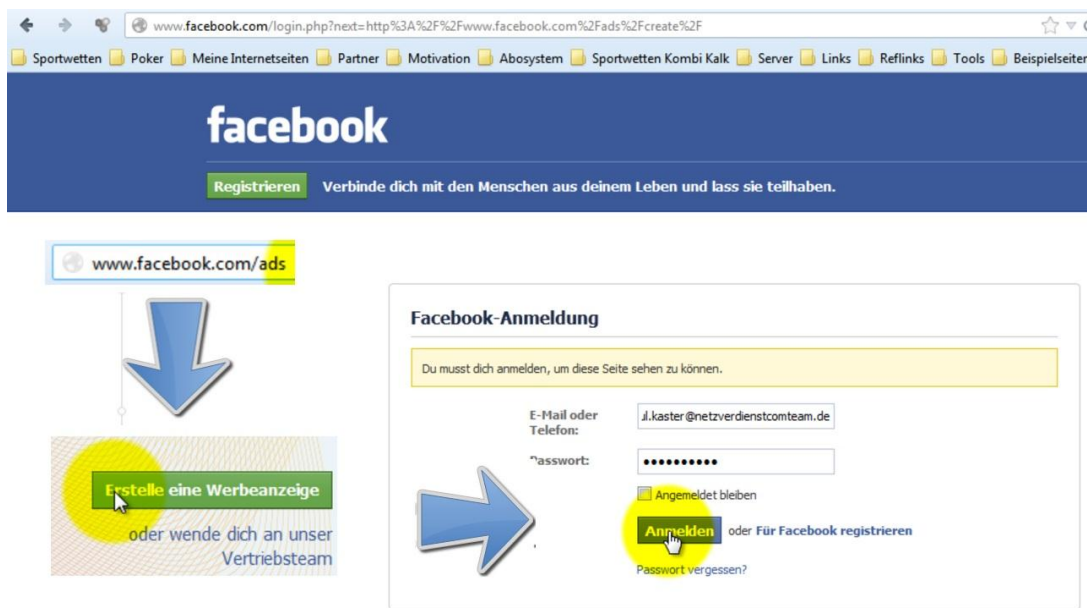 www.facebook.com/login.php?next=http%3A%2F%2Fwww.facebook.com%2Fads%2Fcreate%2F
Sportwetten Poker Meine Internetseiten Partner Motivation Abosystem Sportwetten Kombi Kalk Server Links Reflinks Tools Beispielseiten
facebook
Registrieren Verbinde dich mit den Menschen aus deinem Leben und lass sie teilhaben.
www.facebook.com/ads
Erstelle eine Werbeanzeige
oder wende dich an unser
Vertriebsteam
Facebook-Anmeldung
Du musst dich anmelden, um diese Seite sehen zu können.
E-Mail oder
Telefon:
l.kaster@netzverdienstcomteam.de
Passwort:
Angemeldet bleiben
Anmelden oder Für Facebook registrieren
Passwort vergessen?